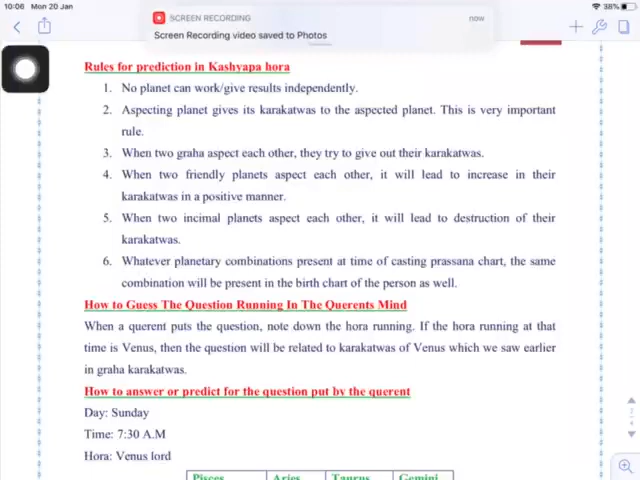 10:06 Mon 20 Jan
38%
SCREEN RECORDING
now
Screen Recording video saved to Photos
Rules for prediction in Kashyapa hora
1. No planet can work/give results independently.
2. Aspecting planet gives its karakatwas to the aspected planet. This is very important
rule.
3. When two graha aspect each other, they try to give out their karakatwas.
4. When two friendly planets aspect each other, it will lead to increase in their
karakatwas in a positive manner.
5. When two incimal planets aspect each other, it will lead to destruction of their
karakatwas.
6. Whatever planetary combinations present at time of casting prassana chart, the same
combination will be present in the birth chart of the person as well.
How to Guess The Question Running In The Querents Mind
When a querent puts the question, note down the hora running. If the hora running at that
time is Venus, then the question will be related to karakatwas of Venus which we saw earlier
in graha karakatwas.
How to answer or predict for the question put by the querent
Day: Sunday
Time: 7:30 A.M
Hora: Venus lord
Pisces Aries Taurus Gemini